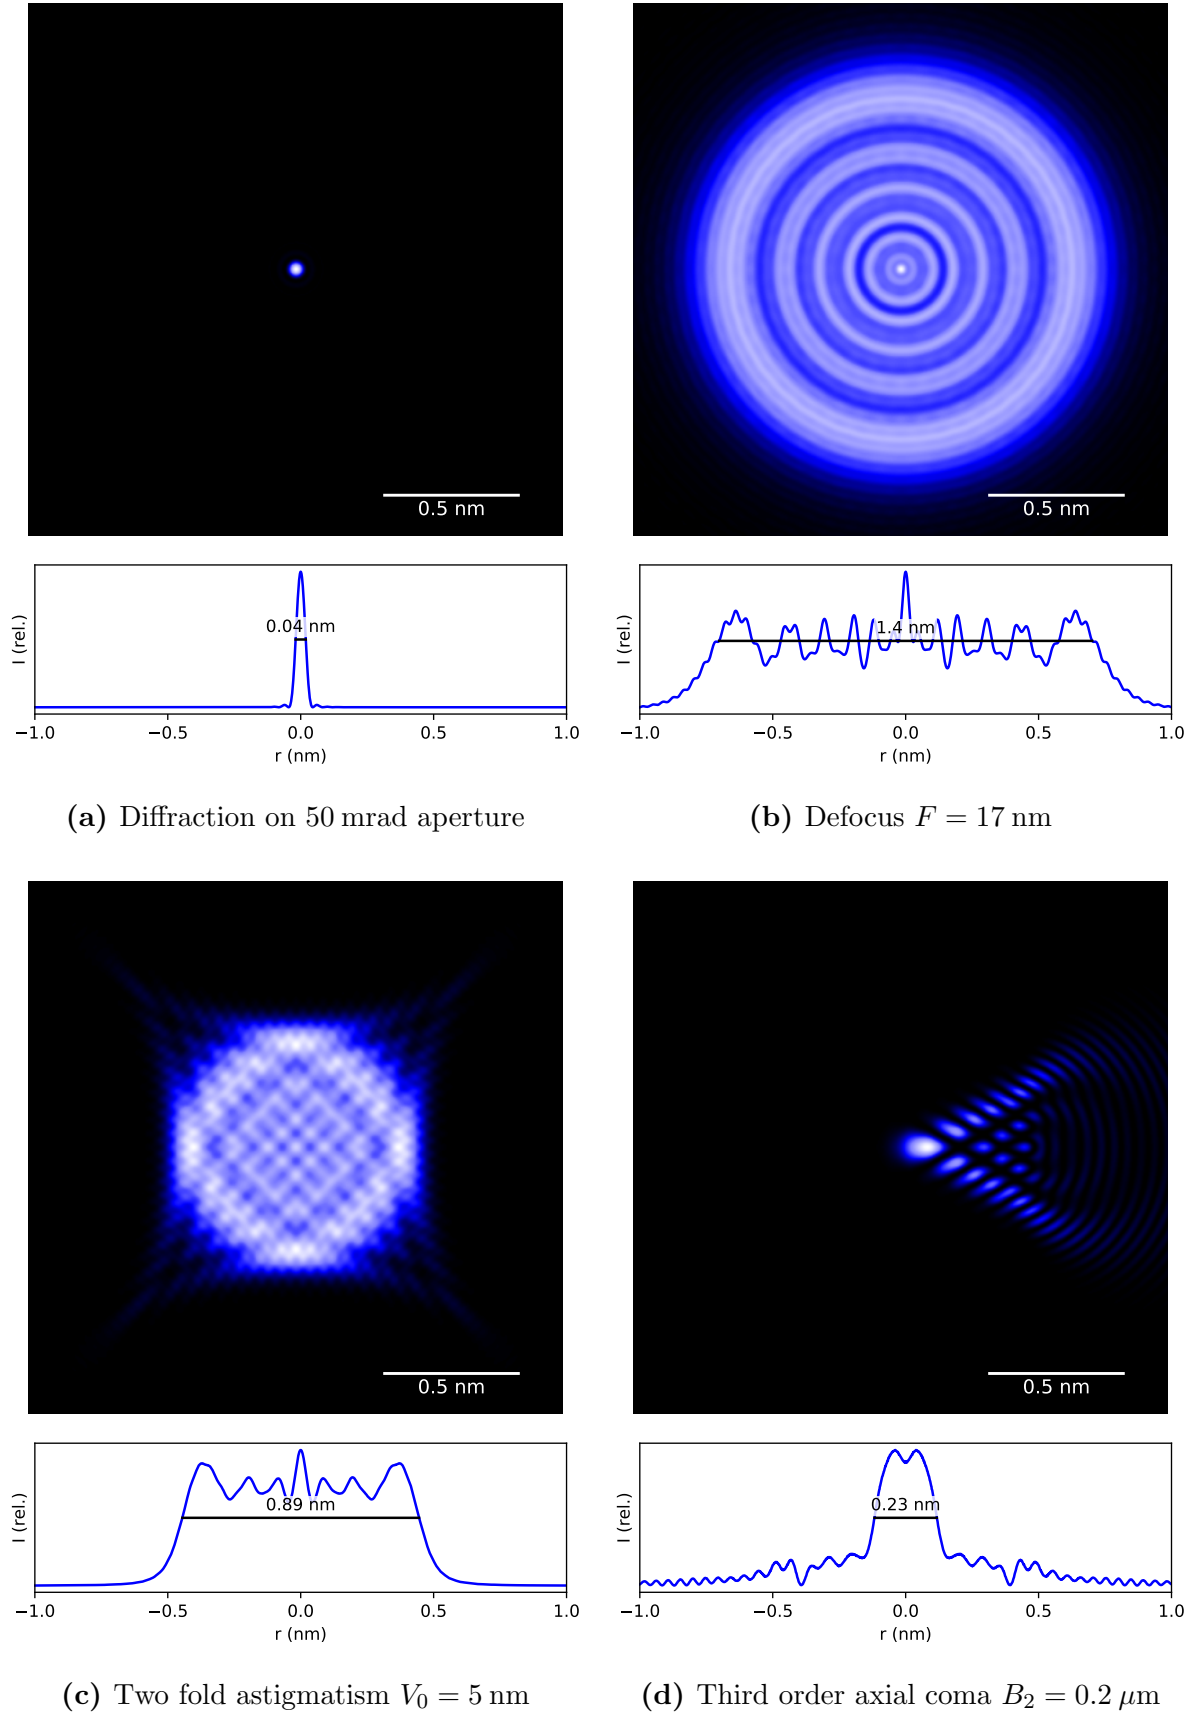 0.5 nm
0.5 nm
I (rel.)
0.04 nm
−1.0 −0.5 0.0 0.5 1.0
r (nm)
I (rel.)
1.4 nm
−1.0 −0.5 0.0 0.5 1.0
r (nm)
(a) Diffraction on 50 mrad aperture
(b) Defocus F = 17 nm
0.5 nm
0.5 nm
I (rel.)
0.89 nm
−1.0 −0.5 0.0 0.5 1.0
r (nm)
I (rel.)
0.23 nm
−1.0 −0.5 0.0 0.5 1.0
r (nm)
(c) Two fold astigmatism V₀ = 5 nm
(d) Third order axial coma B₂ = 0.2 μm